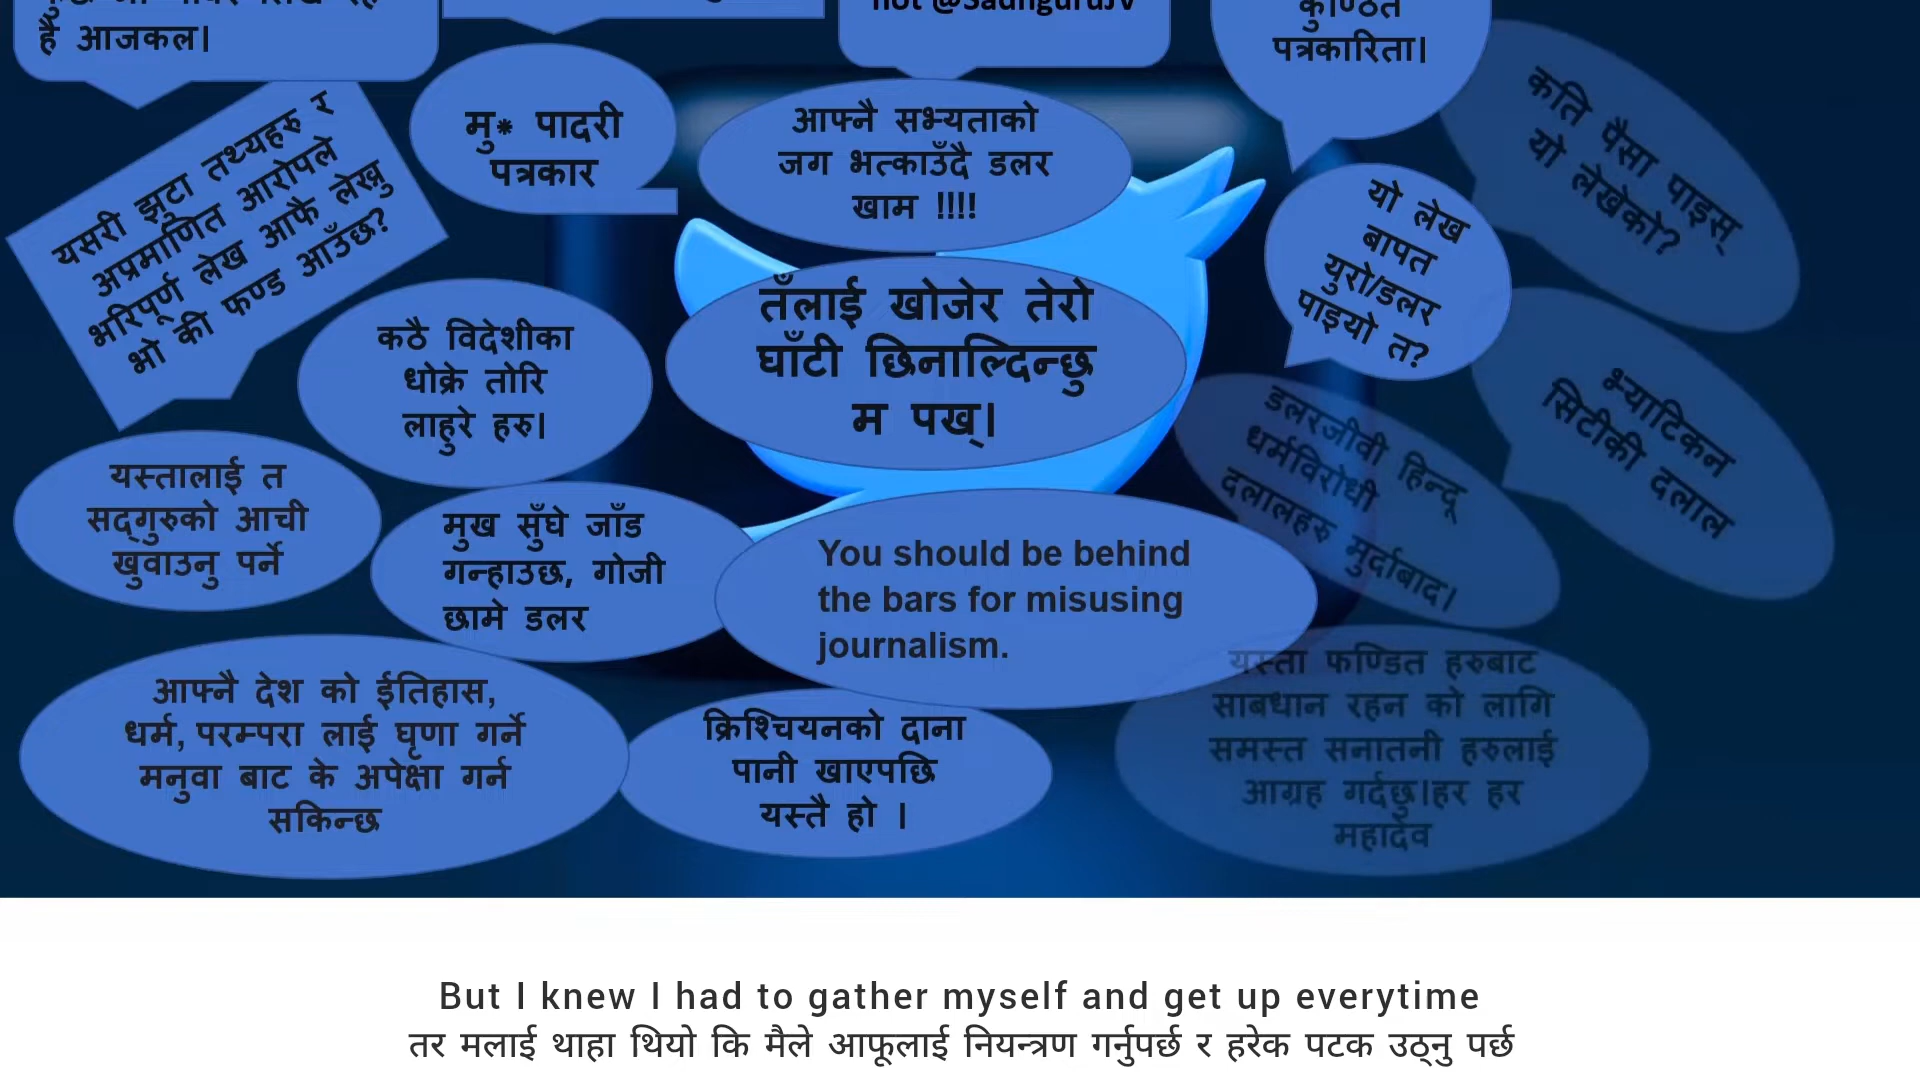 है आजकल।
not @SadhguruJV
कुण्ठित
पत्रकारिता।
यसरी झुटा तथ्यहरु र
अप्रमाणित आरोपले
भरिपूर्ण लेख आफै लेख्नु
भो की फण्ड आउँछ?
मु* पादरी
पत्रकार
आफ्नै सभ्यताको
जग भत्काउँदै डलर
खाम !!!!
कति पैसा पाइस्
यो लेखेको?
यो लेख
बापत
युरो/डलर
पाइयो त?
कठै विदेशीका
धोक्रे तोरि
लाहुरे हरु।
तँलाई खोजेर तेरो
घाँटी छिनाल्दिन्छु
म पख्।
भ्याटिकन
सिटीकी दलाल
डलरजीवी हिन्दू
धर्मविरोधी
दलालहरु मुर्दाबाद।
यस्तालाई त
सद्गुरुको आची
खुवाउनु पर्ने
मुख सुँघे जाँड
गन्हाउछ, गोजी
छामे डलर
You should be behind
the bars for misusing
journalism.
आफ्नै देश को ईतिहास,
धर्म, परम्परा लाई घृणा गर्ने
मनुवा बाट के अपेक्षा गर्न
सकिन्छ
क्रिश्चियनको दाना
पानी खाएपछि
यस्तै हो ।
यस्ता फण्डित हरुबाट
साबधान रहन को लागि
समस्त सनातनी हरुलाई
आग्रह गर्दछु।हर हर
महादेव
But I knew I had to gather myself and get up everytime
तर मलाई थाहा थियो कि मैले आफूलाई नियन्त्रण गर्नुपर्छ र हरेक पटक उठ्नु पर्छ